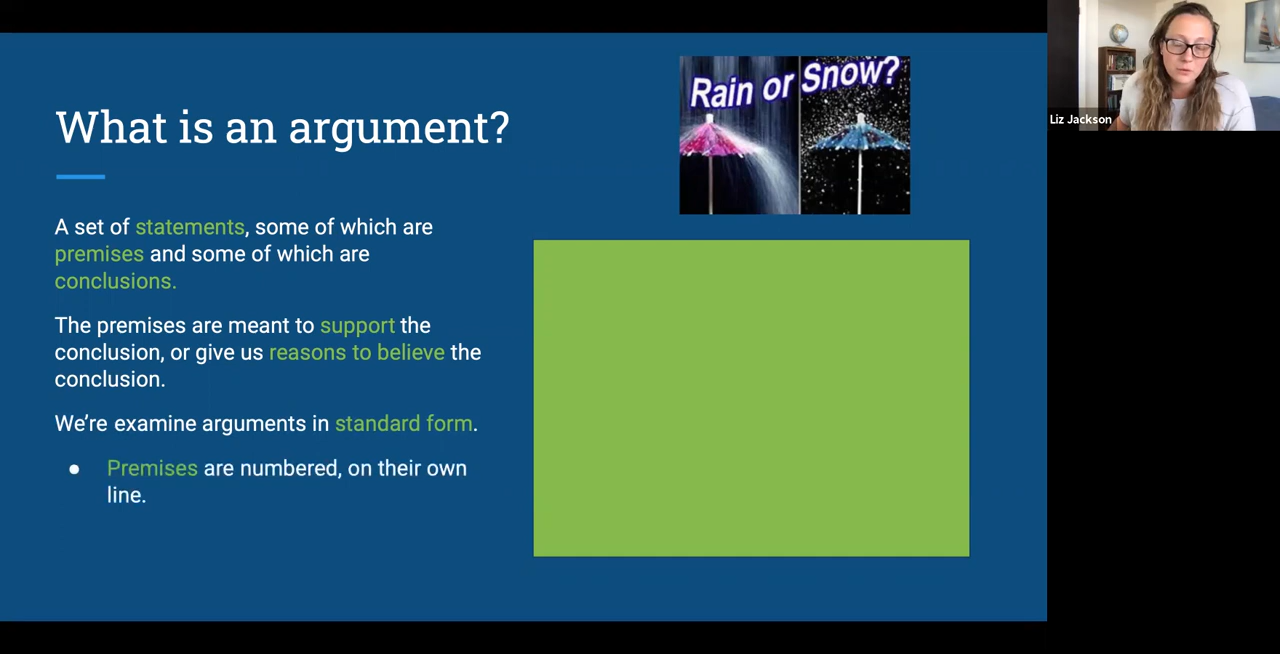 What is an argument?
A set of statements, some of which are
premises and some of which are
conclusions.
The premises are meant to support the
conclusion, or give us reasons to believe the
conclusion.
We’re examine arguments in standard form.
● Premises are numbered, on their own
line.
Rain or Snow?
Liz Jackson